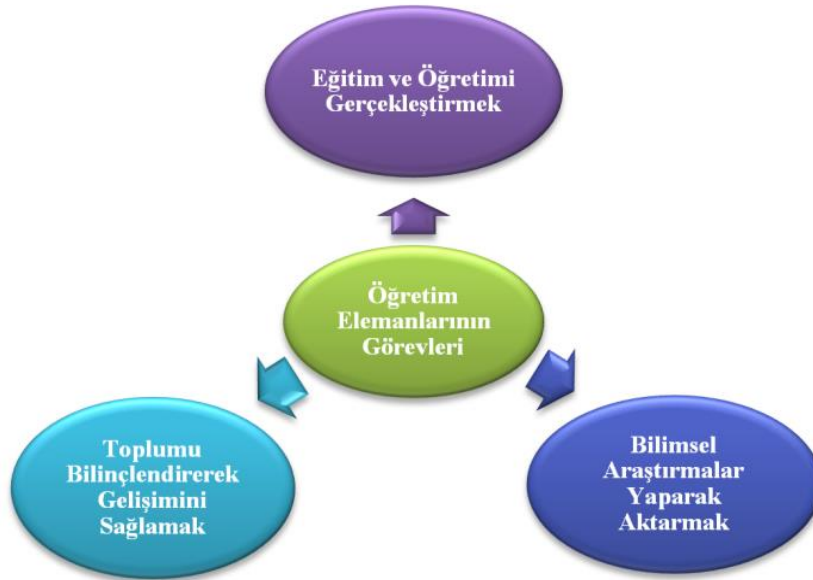 Eğitim ve Öğretimi
Gerçekleştirmek
Öğretim
Elemanlarının
Görevleri
Toplumu
Bilinçlendirerek
Gelişimini
Sağlamak
Bilimsel
Araştırmalar
Yaparak
Aktarmak